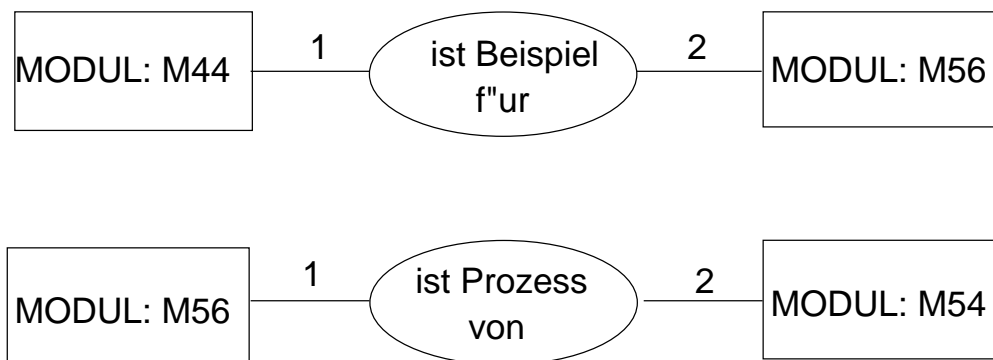 MODUL: M44
1
ist Beispiel
f"ur
2
MODUL: M56
MODUL: M56
1
ist Prozess
von
2
MODUL: M54